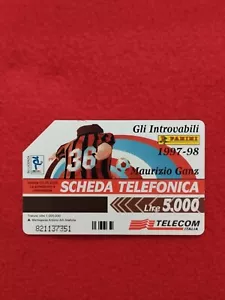 Gli Introvabili
PANINI
1997-98
36
Maurizio Ganz
SCHEDA TELEFONICA
Lire 5.000
821137351
TELECOM
ITALIA